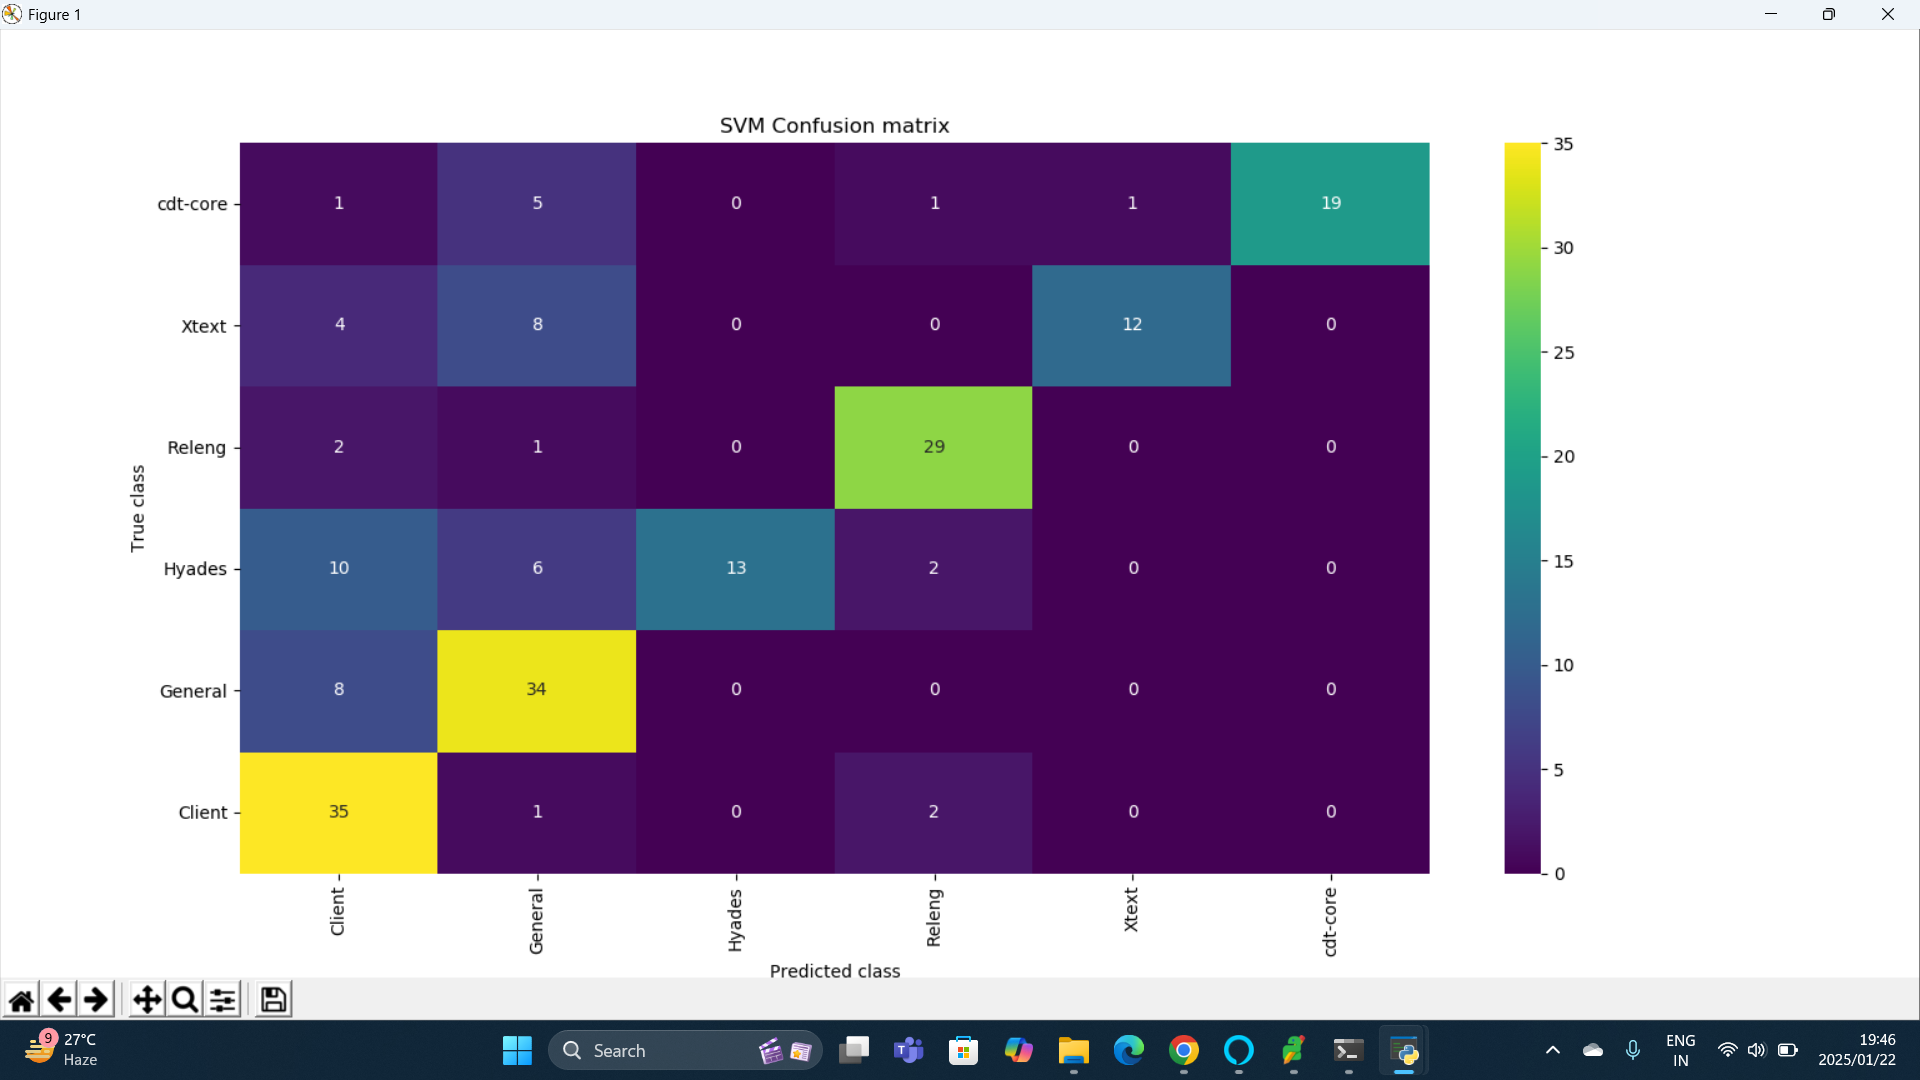 Figure 1
SVM Confusion matrix
35
cdt-core 1 5 0 1 1 19
30
Xtext 4 8 0 0 12 0
25
Releng 2 1 0 29 0 0
20
True class
15
Hyades 10 6 13 2 0 0
10
General 8 34 0 0 0 0
5
Client 35 1 0 2 0 0
0
Client General Hyades Releng Xtext cdt-core
Predicted class
9
27°C
Haze
Search
ENG
IN
19:46
2025/01/22